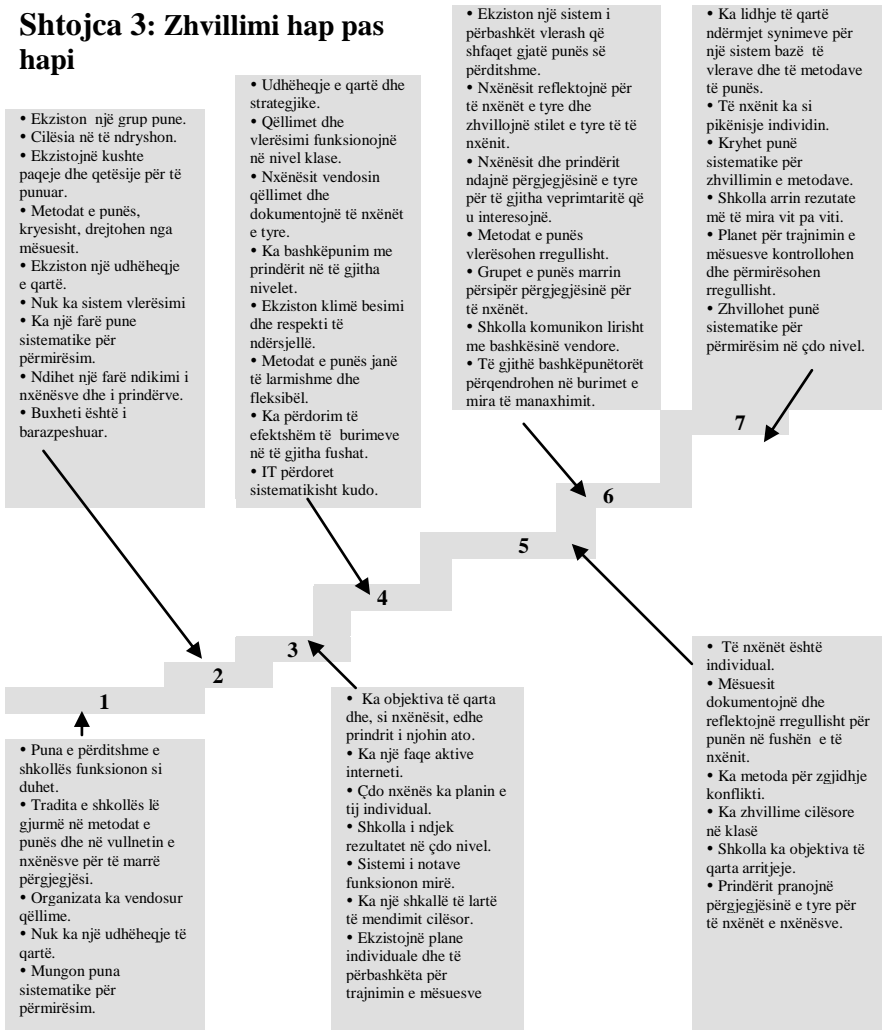 Shtojca 3: Zhvillimi hap pas
hapi
• Ekziston një grup pune.
• Cilësia në të ndryshon.
• Ekzistojnë kushte
paqeje dhe qetësije për të
punuar.
• Metodat e punës,
kryesisht, drejtohen nga
mësuesit.
• Ekziston një udhëheqje
e qartë.
• Nuk ka sistem vlerësimi
• Ka një farë pune
sistematike për
përmirësim.
• Ndihet një farë ndikimi i
nxënësve dhe i prindërve.
• Buxheti është i
barazpeshuar.
• Udhëheqje e qartë dhe
strategjike.
• Qëllimet dhe
vlerësimi funksionojnë
në nivel klase.
• Nxënësit vendosin
qëllimet dhe
dokumentojnë të nxënët
e tyre.
• Ka bashkëpunim me
prindërit në të gjitha
nivelet.
• Ekziston klimë besimi
dhe respekti të
ndërsjellë.
• Metodat e punës janë
të larmishme dhe
fleksibël.
• Ka përdorim të
efektshëm të burimeve
në të gjitha fushat.
• IT përdoret
sistematikisht kudo.
• Ekziston një sistem i
përbashkët vlerash që
shfaqet gjatë punës së
përditshme.
• Nxënësit reflektojnë për
të nxënët e tyre dhe
zhvillojnë stilet e tyre të të
nxënit.
• Nxënësit dhe prindërit
ndajnë përgjegjësinë e tyre
për të gjitha veprimtaritë që
u interesojnë.
• Metodat e punës
vlerësohen rregullisht.
• Grupet e punës marrin
përsipër përgjegjësinë për
të nxënët.
• Shkolla komunikon lirisht
me bashkësinë vendore.
• Të gjithë bashkëpunëtorët
përqendrohen në burimet e
mira të manaxhimit.
• Ka lidhje të qartë
ndërmjet synimeve për
një sistem bazë të
vlerave dhe të metodave
të punës.
• Të nxënit ka si
pikënisje individin.
• Kryhet punë
sistematike për
zhvillimin e metodave.
• Shkolla arrin rezutate
më të mira vit pa viti.
• Planet për trajnimin e
mësuesve kontrollohen
dhe përmirësohen
rregullisht.
• Zhvillohet punë
sistematike për
përmirësim në çdo nivel.
7
6
5
4
3
2
1
• Puna e përditshme e
shkollës funksionon si
duhet.
• Tradita e shkollës lë
gjurmë në metodat e
punës dhe në vullnetin e
nxënësve për të marrë
përgjegjësi.
• Organizata ka vendosur
qëllime.
• Nuk ka një udhëheqje të
qartë.
• Mungon puna
sistematike për
përmirësim.
• Ka objektiva të qarta
dhe, si nxënësit, edhe
prindrit i njohin ato.
• Ka një faqe aktive
interneti.
• Çdo nxënës ka planin e
tij individual.
• Shkolla i ndjek
rezultatet në çdo nivel.
• Sistemi i notave
funksionon mirë.
• Ka një shkallë të lartë
të mendimit cilësor.
• Ekzistojnë plane
individuale dhe të
përbashkëta për
trajnimin e mësuesve
• Të nxënët është
individual.
• Mësuesit
dokumentojnë dhe
reflektojnë rregullisht për
punën në fushën e të
nxënit.
• Ka metoda për zgjidhje
konflikti.
• Ka zhvillime cilësore
në klasë
• Shkolla ka objektiva të
qarta arritjeje.
• Prindërit pranojnë
përgjegjësinë e tyre për
të nxënët e nxënësve.